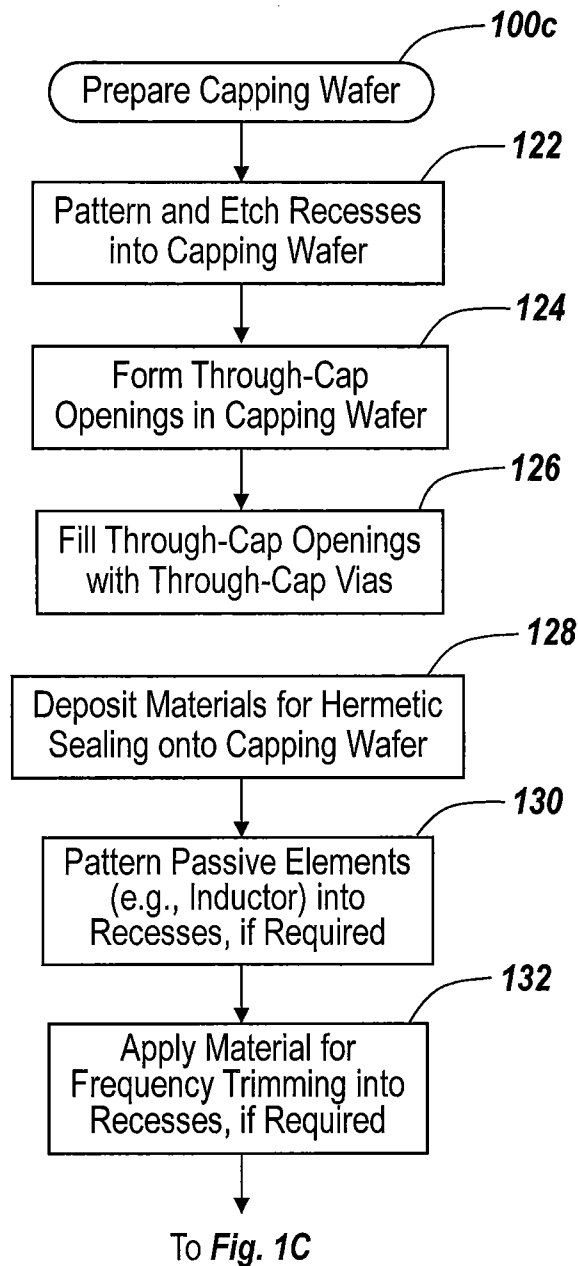 100c
Prepare Capping Wafer
122
Pattern and Etch Recesses
into Capping Wafer
124
Form Through-Cap
Openings in Capping Wafer
126
Fill Through-Cap Openings
with Through-Cap Vias
128
Deposit Materials for Hermetic
Sealing onto Capping Wafer
130
Pattern Passive Elements
(e.g., Inductor) into
Recesses, if Required
132
Apply Material for
Frequency Trimming into
Recesses, if Required
To Fig. 1C